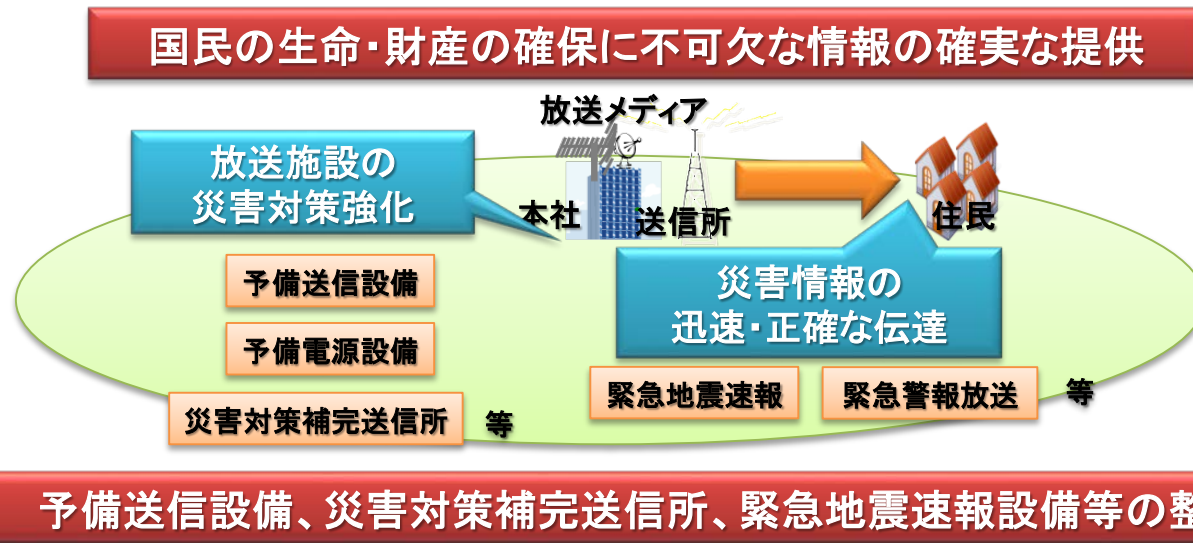 国民の生命・財産の確保に不可欠な情報の確実な提供
放送メディア
放送施設の
災害対策強化
本社
送信所
住民
予備送信設備
予備電源設備
災害対策補完送信所
等
災害情報の
迅速・正確な伝達
緊急地震速報
緊急警報放送
等
予備送信設備、災害対策補完送信所、緊急地震速報設備等の整